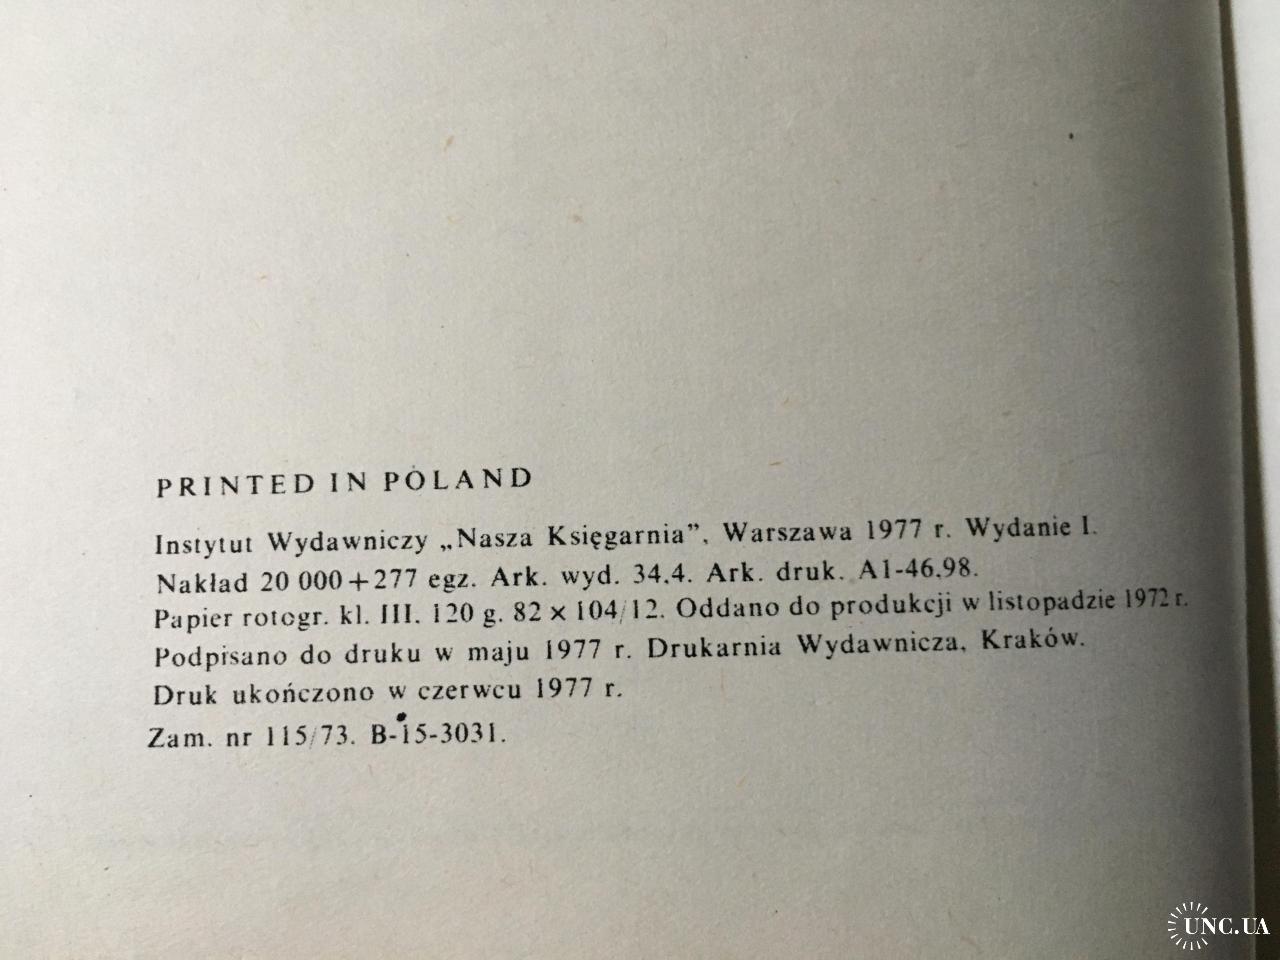 PRINTED IN POLAND
Instytut Wydawniczy „Nasza Księgarnia”, Warszawa 1977 r. Wydanie I.
Nakład 20 000+277 egz. Ark. wyd. 34,4. Ark. druk. A1-46,98.
Papier rotogr. kl. III. 120 g. 82 × 104/12. Oddano do produkcji w listopadzie 1972 r.
Podpisano do druku w maju 1977 r. Drukarnia Wydawnicza, Kraków.
Druk ukończono w czerwcu 1977 r.
Zam. nr 115/73. B-15-3031.
UNC.UA